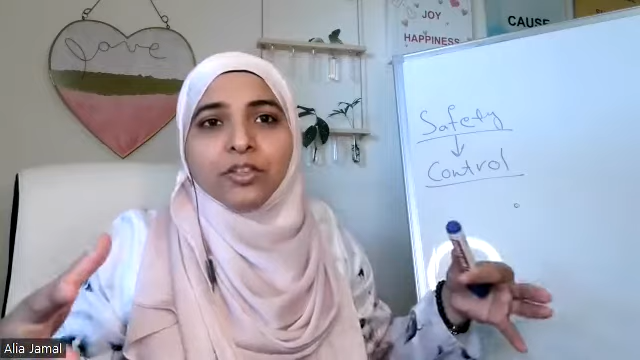 love
JOY
HAPPINESS
CAUSE
Safety
Control
Alia Jamal